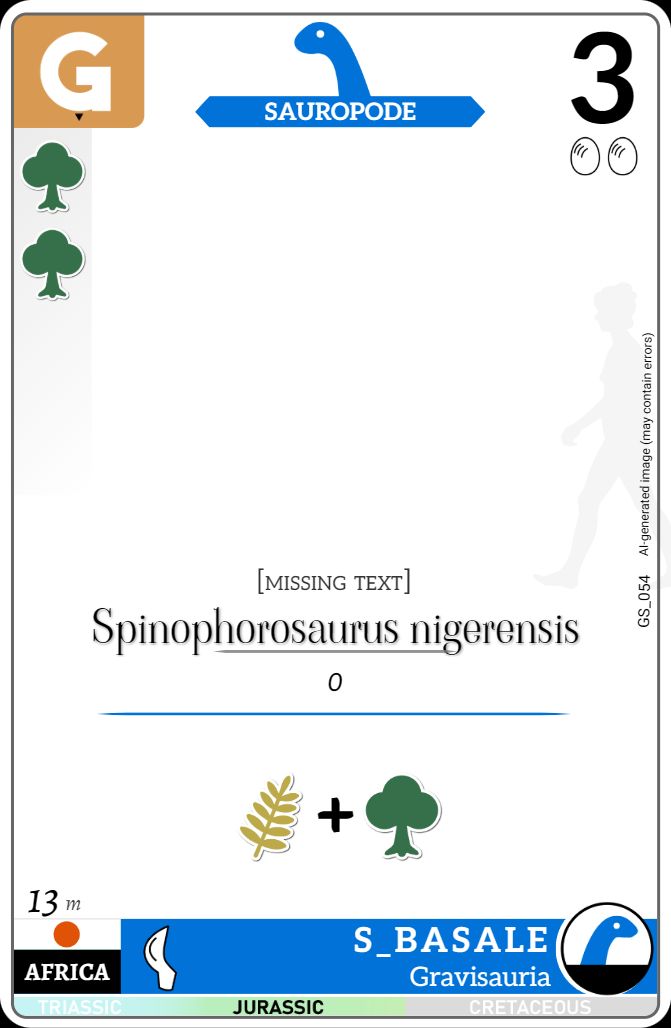 G
SAUROPODE
3
AI-generated image (may contain errors)
GS_054
[MISSING TEXT]
Spinophorosaurus nigerensis
0
+
13 m
AFRICA
S_BASALE
Gravisauria
TRIASSIC JURASSIC CRETACEOUS